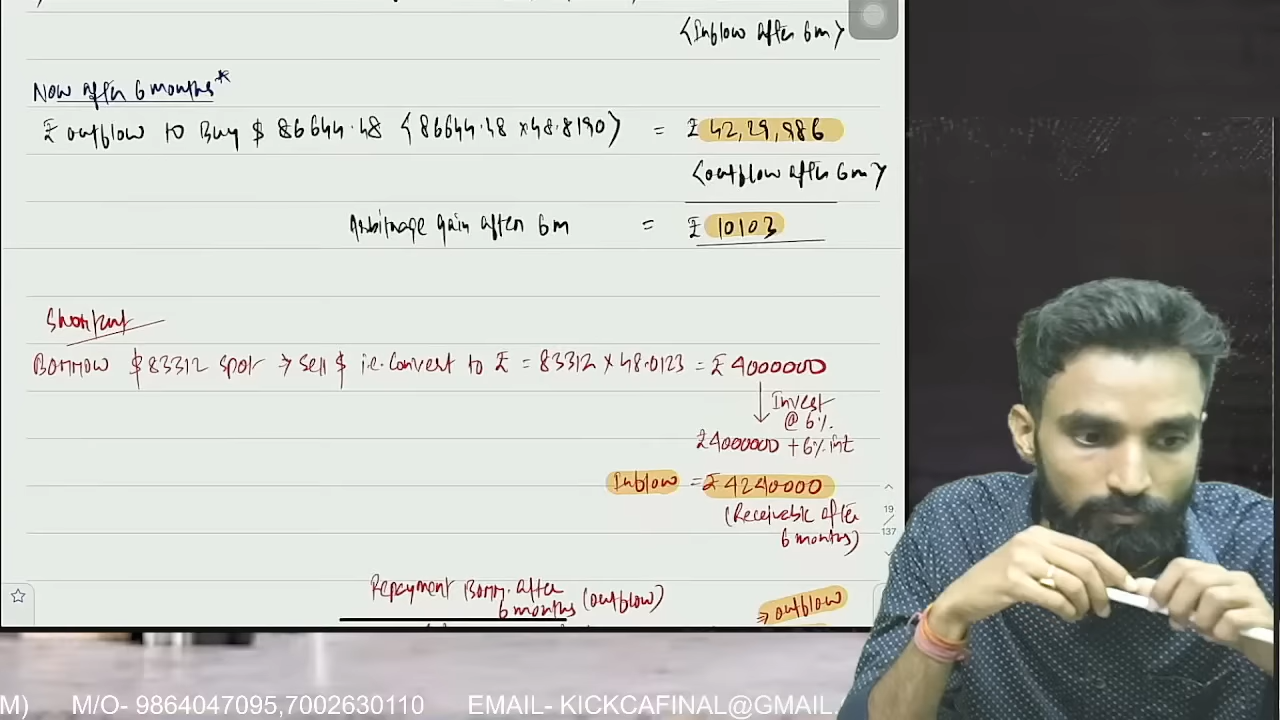 <Inflow after 6m>
Now after 6 months*
₹ outflow to Buy $ 86644.48 <86644.48 × 48.8190> = ₹ 42,29,886
<outflow after 6m>
Arbitrage gain after 6m = ₹ 10103
Shortcut
BORROW $83312 spot → sell $ i.e. convert to ₹ = 83312 × 48.0123 = ₹ 4000000
Invest
@ 6%
₹4000000 + 6% int
Inflow = ₹4240000
(Receivable after
6 months)
19
137
Repayment Borr. after
6 months (outflow)
⇒ outflow
M) M/O- 9864047095,7002630110 EMAIL- KICKCAFINAL@GMAIL.